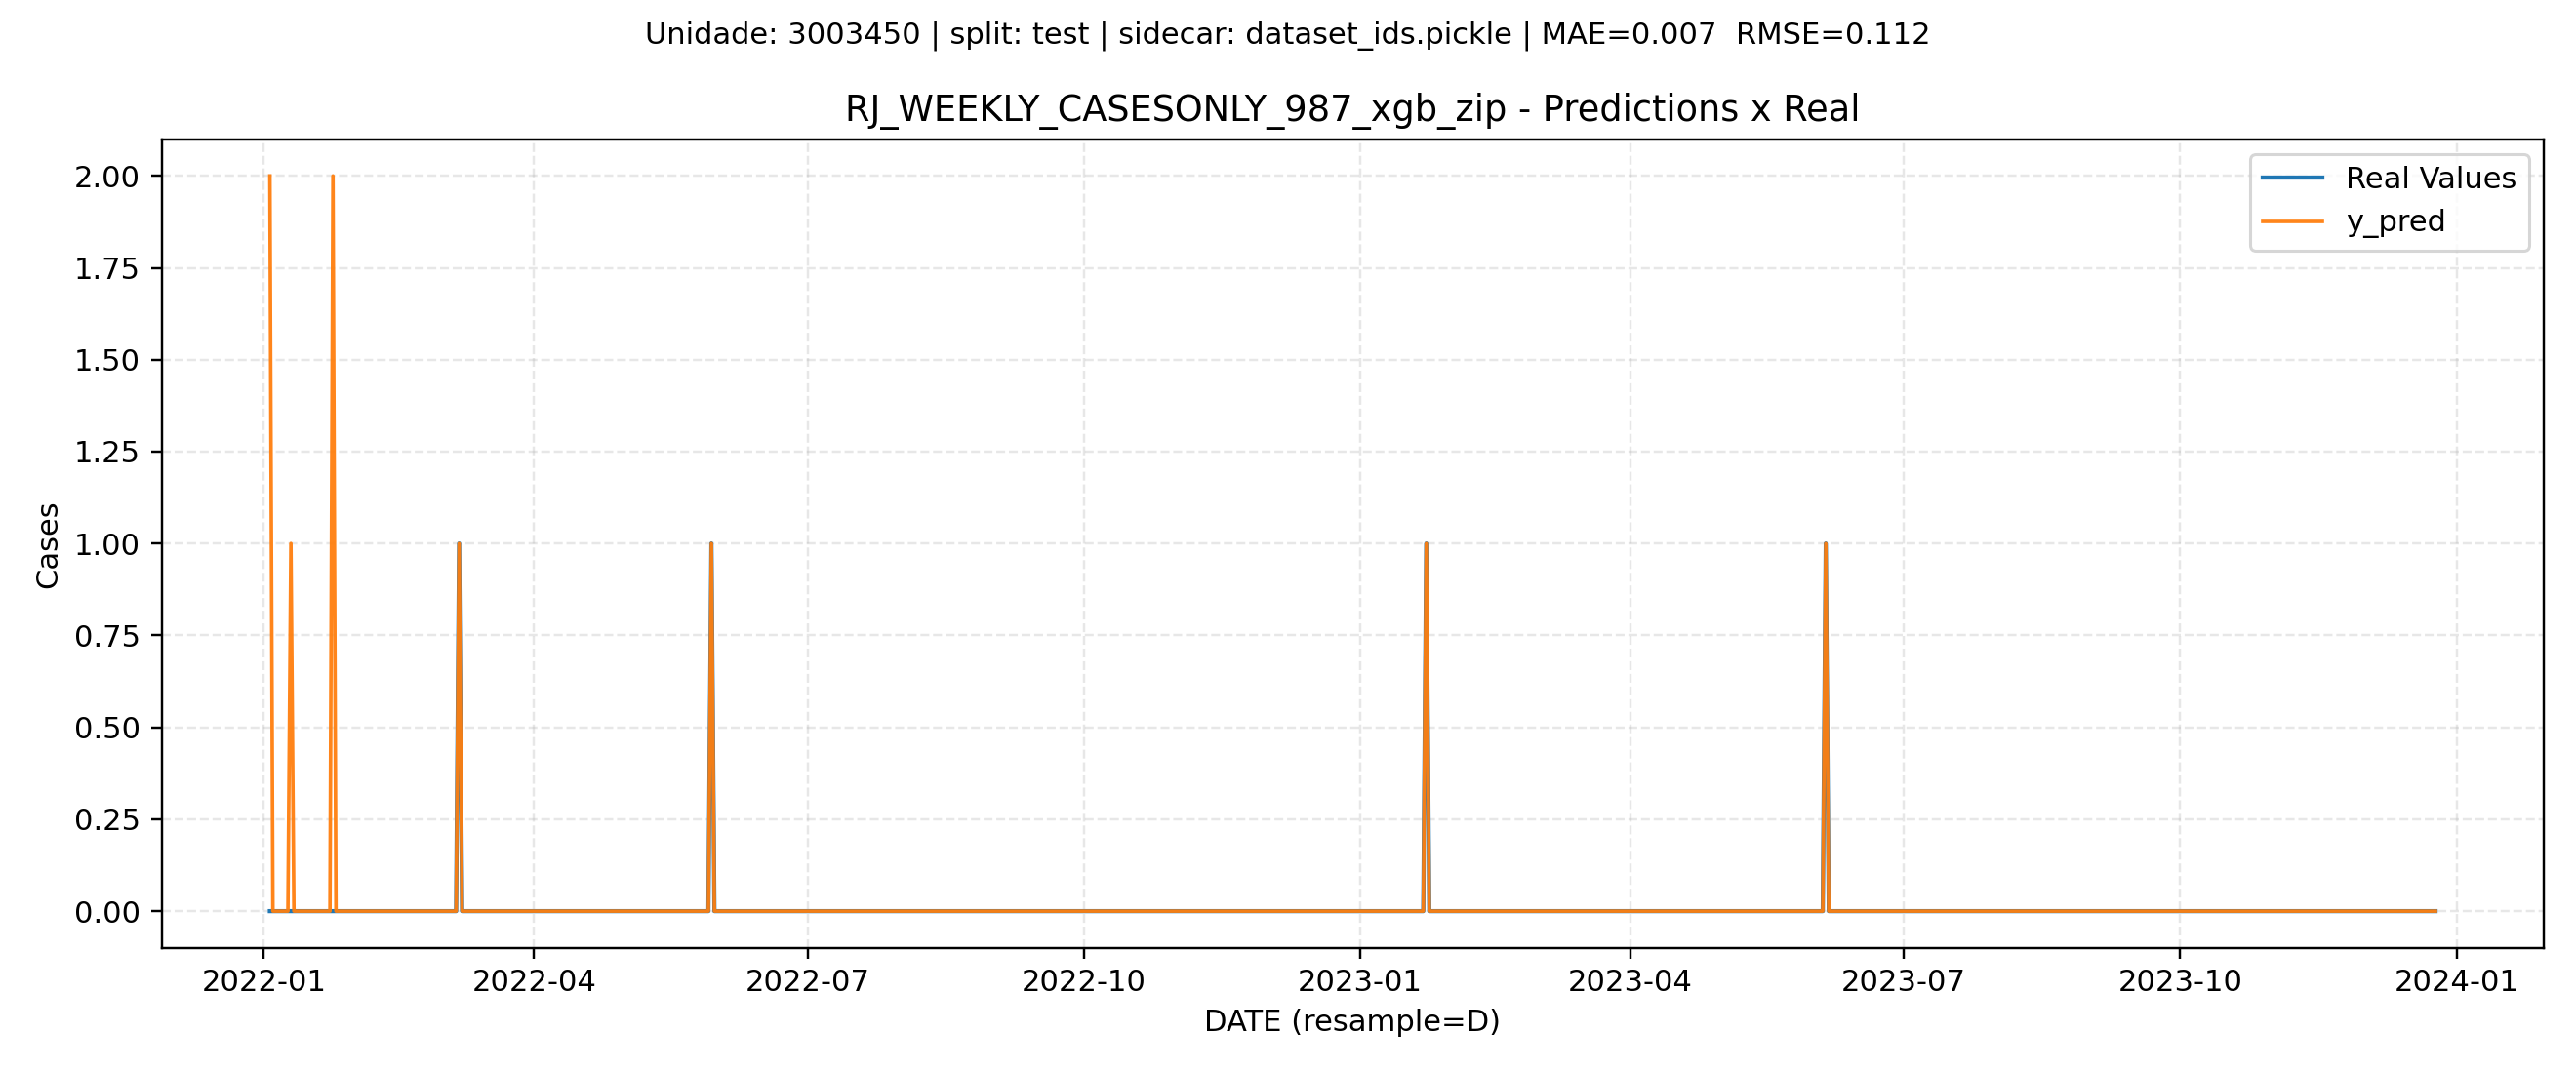 Unidade: 3003450 | split: test | sidecar: dataset_ids.pickle | MAE=0.007  RMSE=0.112
RJ_WEEKLY_CASESONLY_987_xgb_zip - Predictions x Real
Real Values
y_pred
Cases
2.00
1.75
1.50
1.25
1.00
0.75
0.50
0.25
0.00
2022-01 2022-04 2022-07 2022-10 2023-01 2023-04 2023-07 2023-10 2024-01
DATE (resample=D)